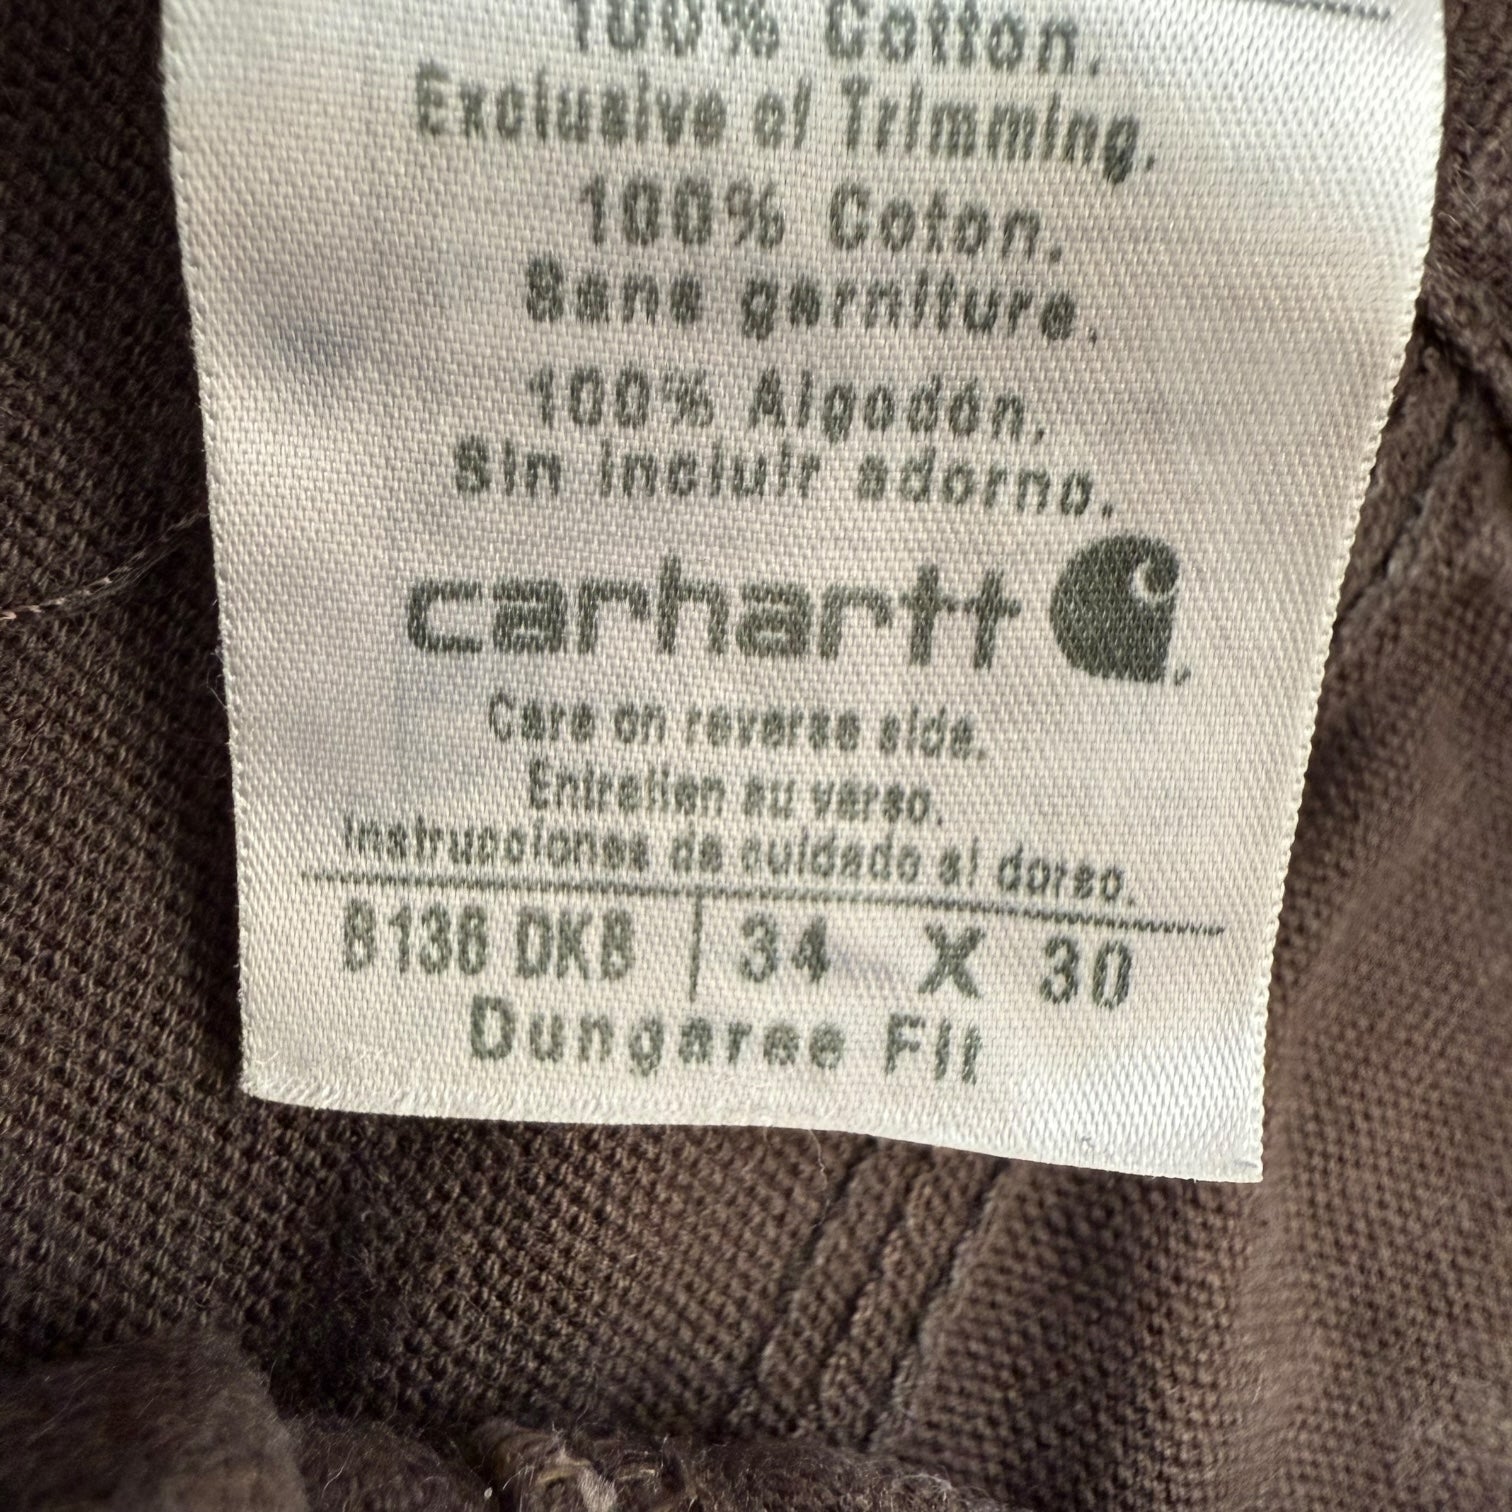 100% Cotton.
Exclusive of Trimming.
100% Coton.
Sans garniture.
100% Algodón.
Sin incluir adorno.
carhartt
Care on reverse side.
Entretien au verso.
Instrucciones de cuidado al dorso.
B136 DKB | 34 X 30
Dungaree Fit